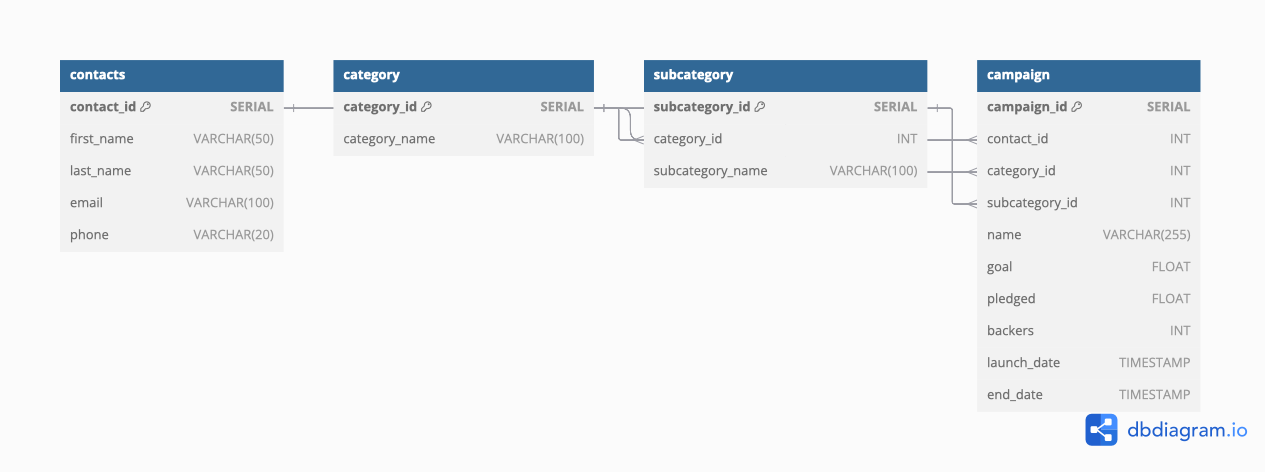 contacts
contact_id SERIAL
first_name VARCHAR(50)
last_name VARCHAR(50)
email VARCHAR(100)
phone VARCHAR(20)
category
category_id SERIAL
category_name VARCHAR(100)
subcategory
subcategory_id SERIAL
category_id INT
subcategory_name VARCHAR(100)
campaign
campaign_id SERIAL
contact_id INT
category_id INT
subcategory_id INT
name VARCHAR(255)
goal FLOAT
pledged FLOAT
backers INT
launch_date TIMESTAMP
end_date TIMESTAMP
dbdiagram.io